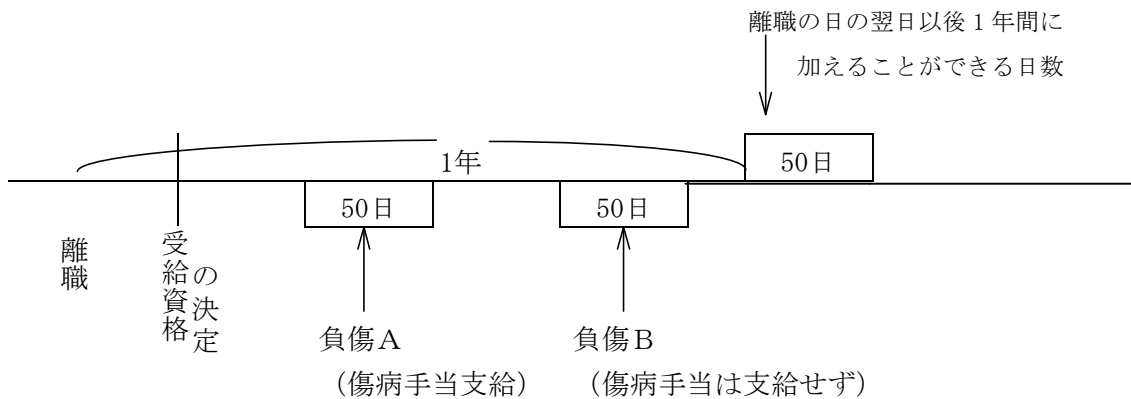 離職の日の翌日以後1年間に
加えることができる日数
1年
50日
50日
50日
離職
受給資格
の決定
負傷A
(傷病手当支給)
負傷B
(傷病手当は支給せず)